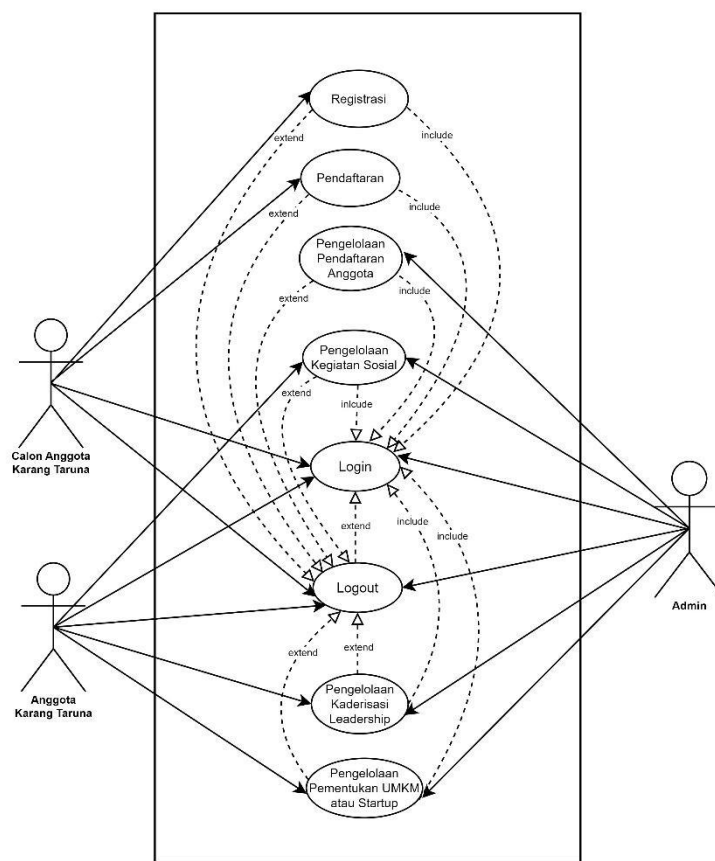 Registrasi
extend
include
Pendaftaran
extend
include
Pengelolaan
Pendaftaran
Anggota
extend
include
Pengelolaan
Kegiatan Sosial
extend
inlcude
Calon Anggota
Karang Taruna
Login
extend
include
include
Logout
Admin
extend
extend
Anggota
Karang Taruna
Pengelolaan
Kaderisasi
Leadership
Pengelolaan
Pementukan UMKM
atau Startup